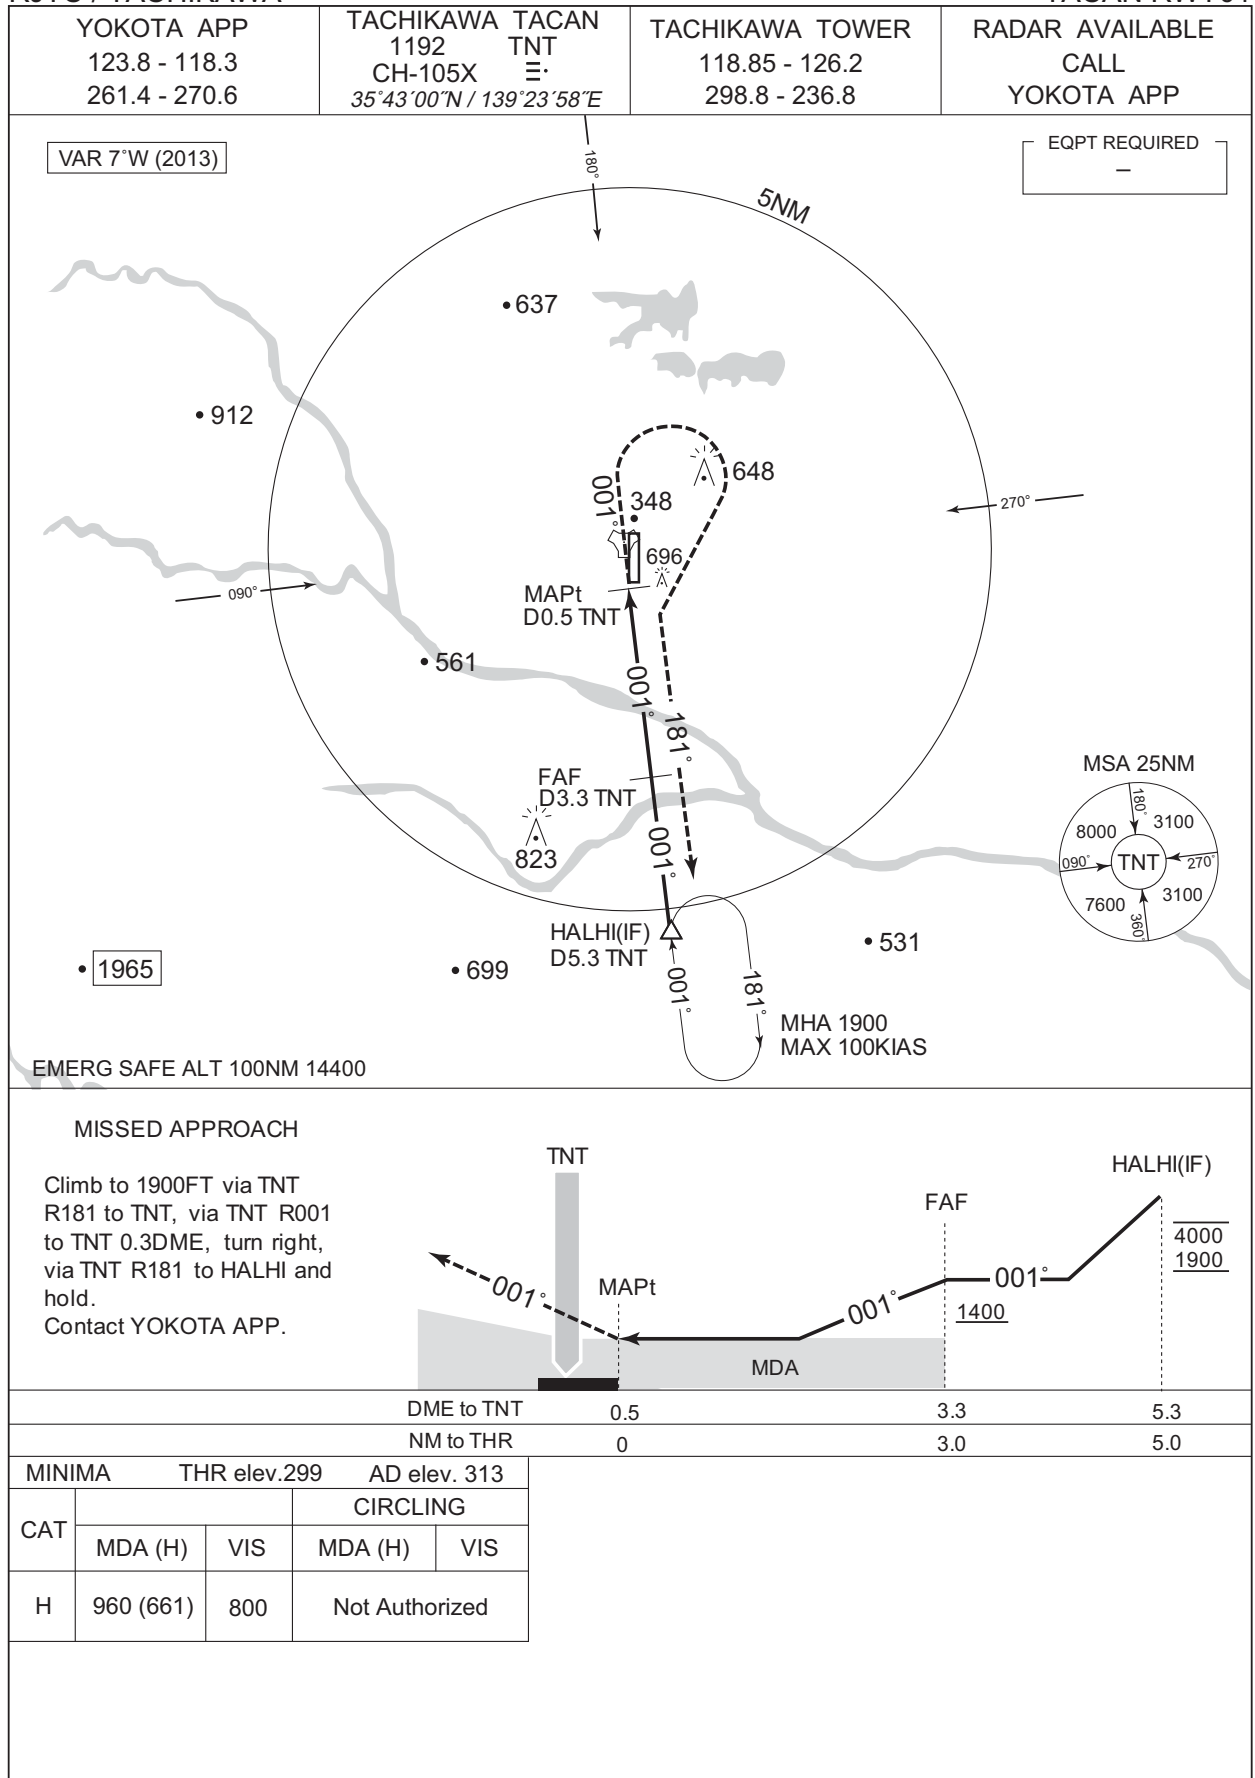 YOKOTA APP
123.8 - 118.3
261.4 - 270.6
TACHIKAWA TACAN
1192 TNT
CH-105X
35°43´00˝N / 139°23´58˝E
TACHIKAWA TOWER
118.85 - 126.2
298.8 - 236.8
RADAR AVAILABLE
CALL
YOKOTA APP
VAR 7°W (2013)
EQPT REQUIRED
–
180°
5NM
637
912
648
001°
348
270°
696
090°
MAPt
D0.5 TNT
561
001°
181°
FAF
D3.3 TNT
823
001°
MSA 25NM
180°
8000
3100
090°
TNT
270°
7600
3100
360°
HALHI(IF)
D5.3 TNT
531
1965
699
001°
181°
MHA 1900
MAX 100KIAS
EMERG SAFE ALT 100NM 14400
MISSED APPROACH
Climb to 1900FT via TNT
R181 to TNT, via TNT R001
to TNT 0.3DME, turn right,
via TNT R181 to HALHI and
hold.
Contact YOKOTA APP.
TNT
HALHI(IF)
FAF
4000
1900
001°
MAPt
001°
001°
1400
MDA
DME to TNT 0.5 3.3 5.3
NM to THR 0 3.0 5.0
MINIMA THR elev.299 AD elev. 313
CAT
CIRCLING
MDA (H) VIS MDA (H) VIS
H 960 (661) 800 Not Authorized